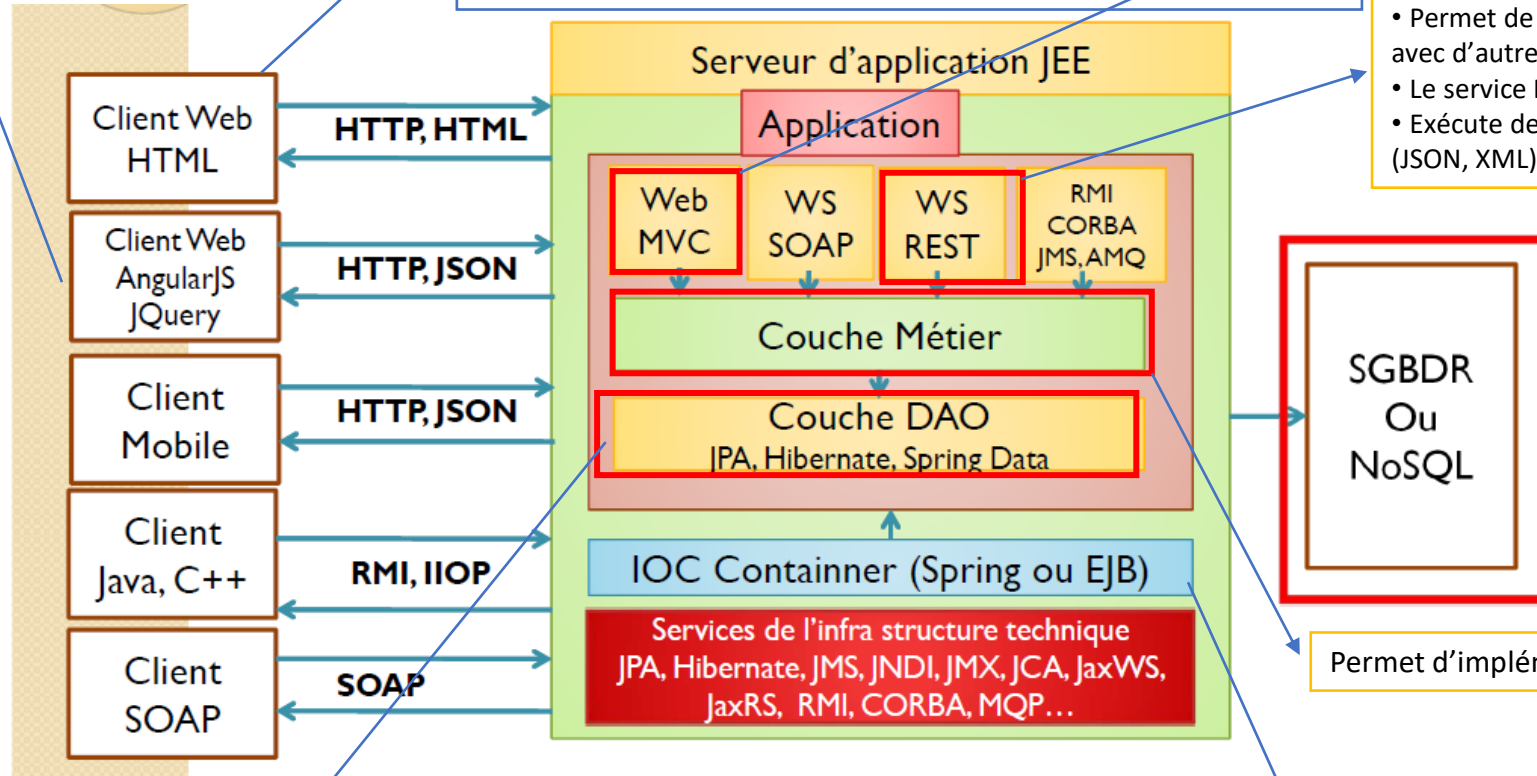 • Permet de
avec d’autre
• Le service
• Exécute de
(JSON, XML)
Serveur d’application JEE
Application
Client Web
HTML
HTTP, HTML
Web
MVC
WS
SOAP
WS
REST
RMI
CORBA
JMS, AMQ
Client Web
AngularJS
JQuery
HTTP, JSON
Couche Métier
Client
Mobile
HTTP, JSON
Couche DAO
JPA, Hibernate, Spring Data
SGBDR
Ou
NoSQL
Client
Java, C++
RMI, IIOP
IOC Containner (Spring ou EJB)
Services de l’infra structure technique
JPA, Hibernate, JMS, JNDI, JMX, JCA, JaxWS,
JaxRS, RMI, CORBA, MQP…
Permet d’implér
Client
SOAP
SOAP